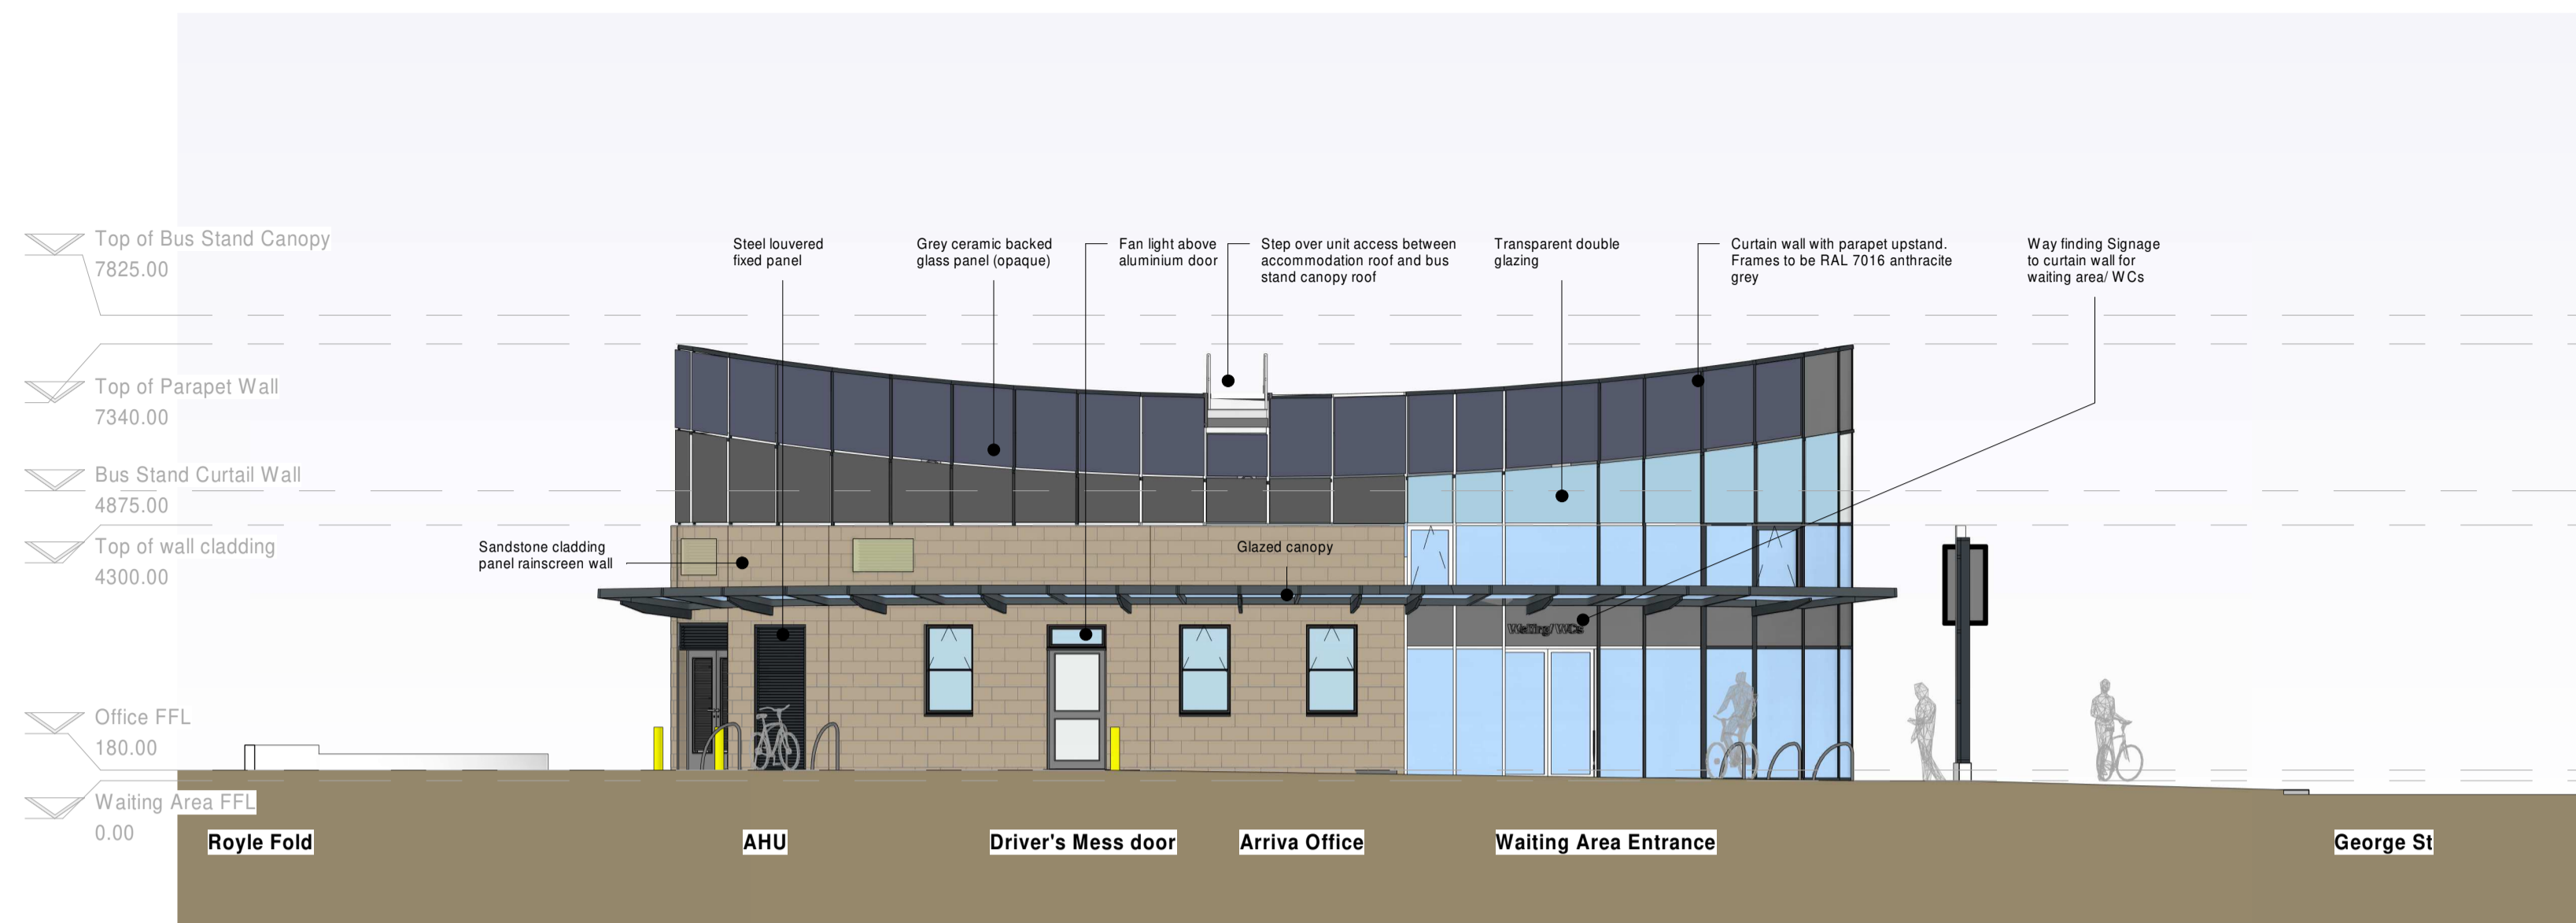 Top of Bus Stand Canopy
7825.00
Top of Parapet Wall
7340.00
Bus Stand Curtail Wall
4875.00
Top of wall cladding
4300.00
Office FFL
180.00
Waiting Area FFL
0.00
Steel louvered
fixed panel
Grey ceramic backed
glass panel (opaque)
Fan light above
aluminium door
Step over unit access between
accommodation roof and bus
stand canopy roof
Transparent double
glazing
Curtain wall with parapet upstand.
Frames to be RAL 7016 anthracite
grey
Way finding Signage
to curtain wall for
waiting area/ WCs
Sandstone cladding
panel rainscreen wall
Glazed canopy
Waiting/WCs
Royle Fold
AHU
Driver's Mess door
Arriva Office
Waiting Area Entrance
George St